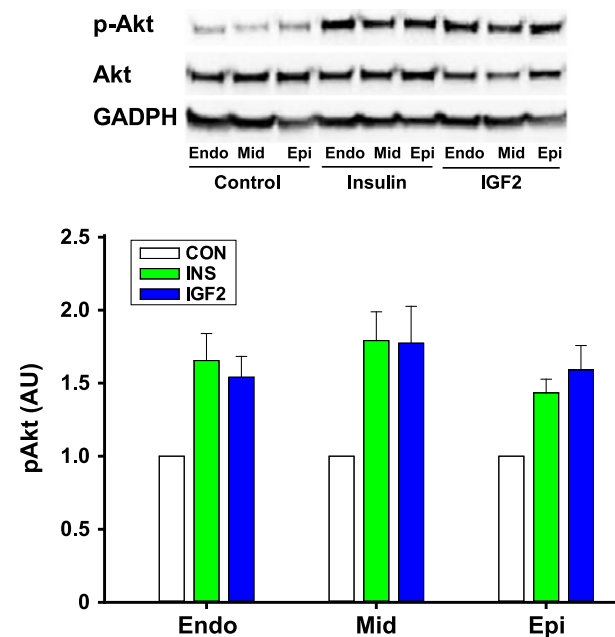 p-Akt
Akt
GADPH
Endo Mid Epi Endo Mid Epi Endo Mid Epi
Control Insulin IGF2
2.5
2.0
1.5
1.0
0.5
0
pAkt (AU)
CON
INS
IGF2
Endo Mid Epi